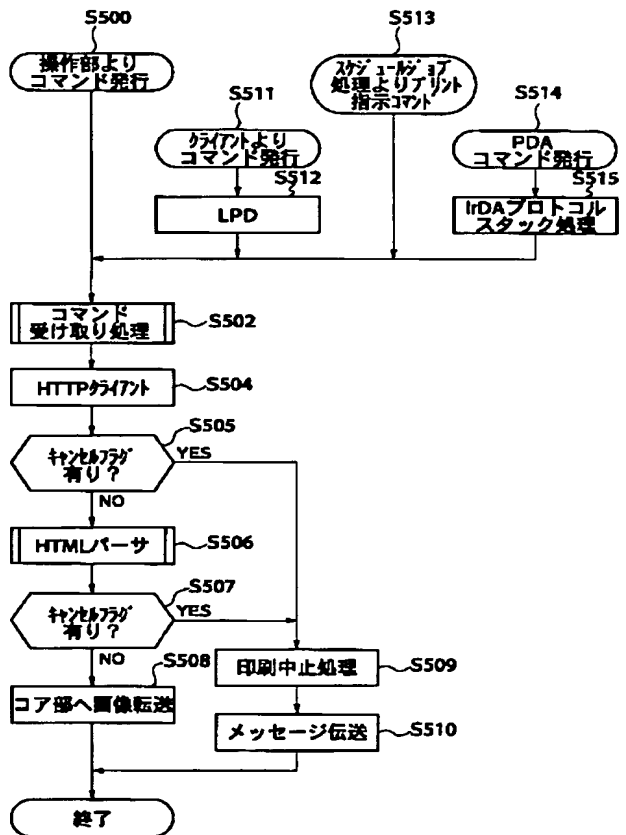 S500
操作部より
コマンド発行
S513
スケジュールジョブ
処理よりプリント
指示コマンド
S511
クライアントより
コマンド発行
S514
PDA
コマンド発行
S512
LPD
S515
IrDAプロトコル
スタック処理
コマンド
受け取り処理
S502
HTTPクライアント
S504
S505
キャンセルフラグ
有り？
YES
NO
HTMLパーサ
S506
S507
キャンセルフラグ
有り？
YES
NO
S508
コア部へ画像転送
印刷中止処理
S509
メッセージ伝送
S510
終了